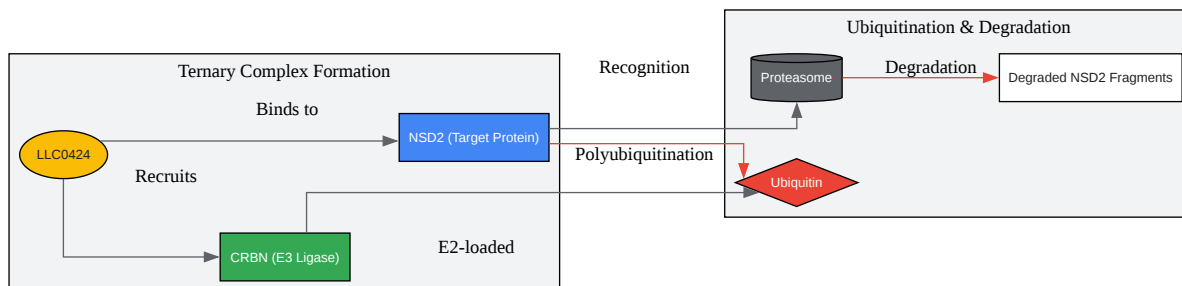 Ubiquitination & Degradation
Ternary Complex Formation
Recognition
Proteasome
Degradation
Degraded NSD2 Fragments
Binds to
NSD2 (Target Protein)
LLC0424
Polyubiquitination
Recruits
Ubiquitin
CRBN (E3 Ligase)
E2-loaded